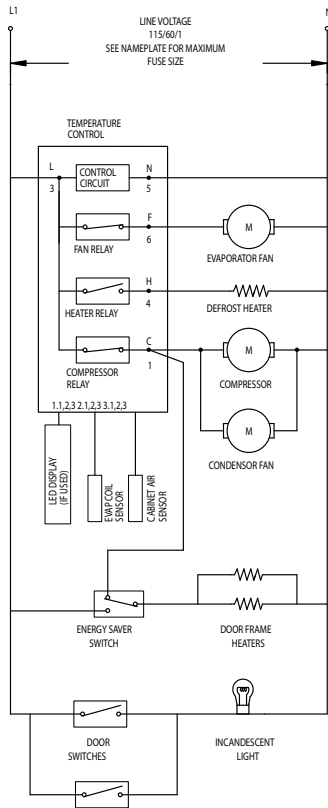 L1
N
LINE VOLTAGE
115/60/1
SEE NAMEPLATE FOR MAXIMUM
FUSE SIZE
TEMPERATURE
CONTROL
L
3
CONTROL
CIRCUIT
N
5
FAN RELAY
F
6
M
EVAPORATOR FAN
HEATER RELAY
H
4
DEFROST HEATER
COMPRESSOR
RELAY
C
1
M
COMPRESSOR
M
CONDENSOR FAN
1.1,2,3 2.1,2,3 3.1,2,3
LED DISPLAY
(IF USED)
EVAP COIL
SENSOR
CABINET AIR
SENSOR
ENERGY SAVER
SWITCH
DOOR FRAME
HEATERS
DOOR
SWITCHES
INCANDESCENT
LIGHT